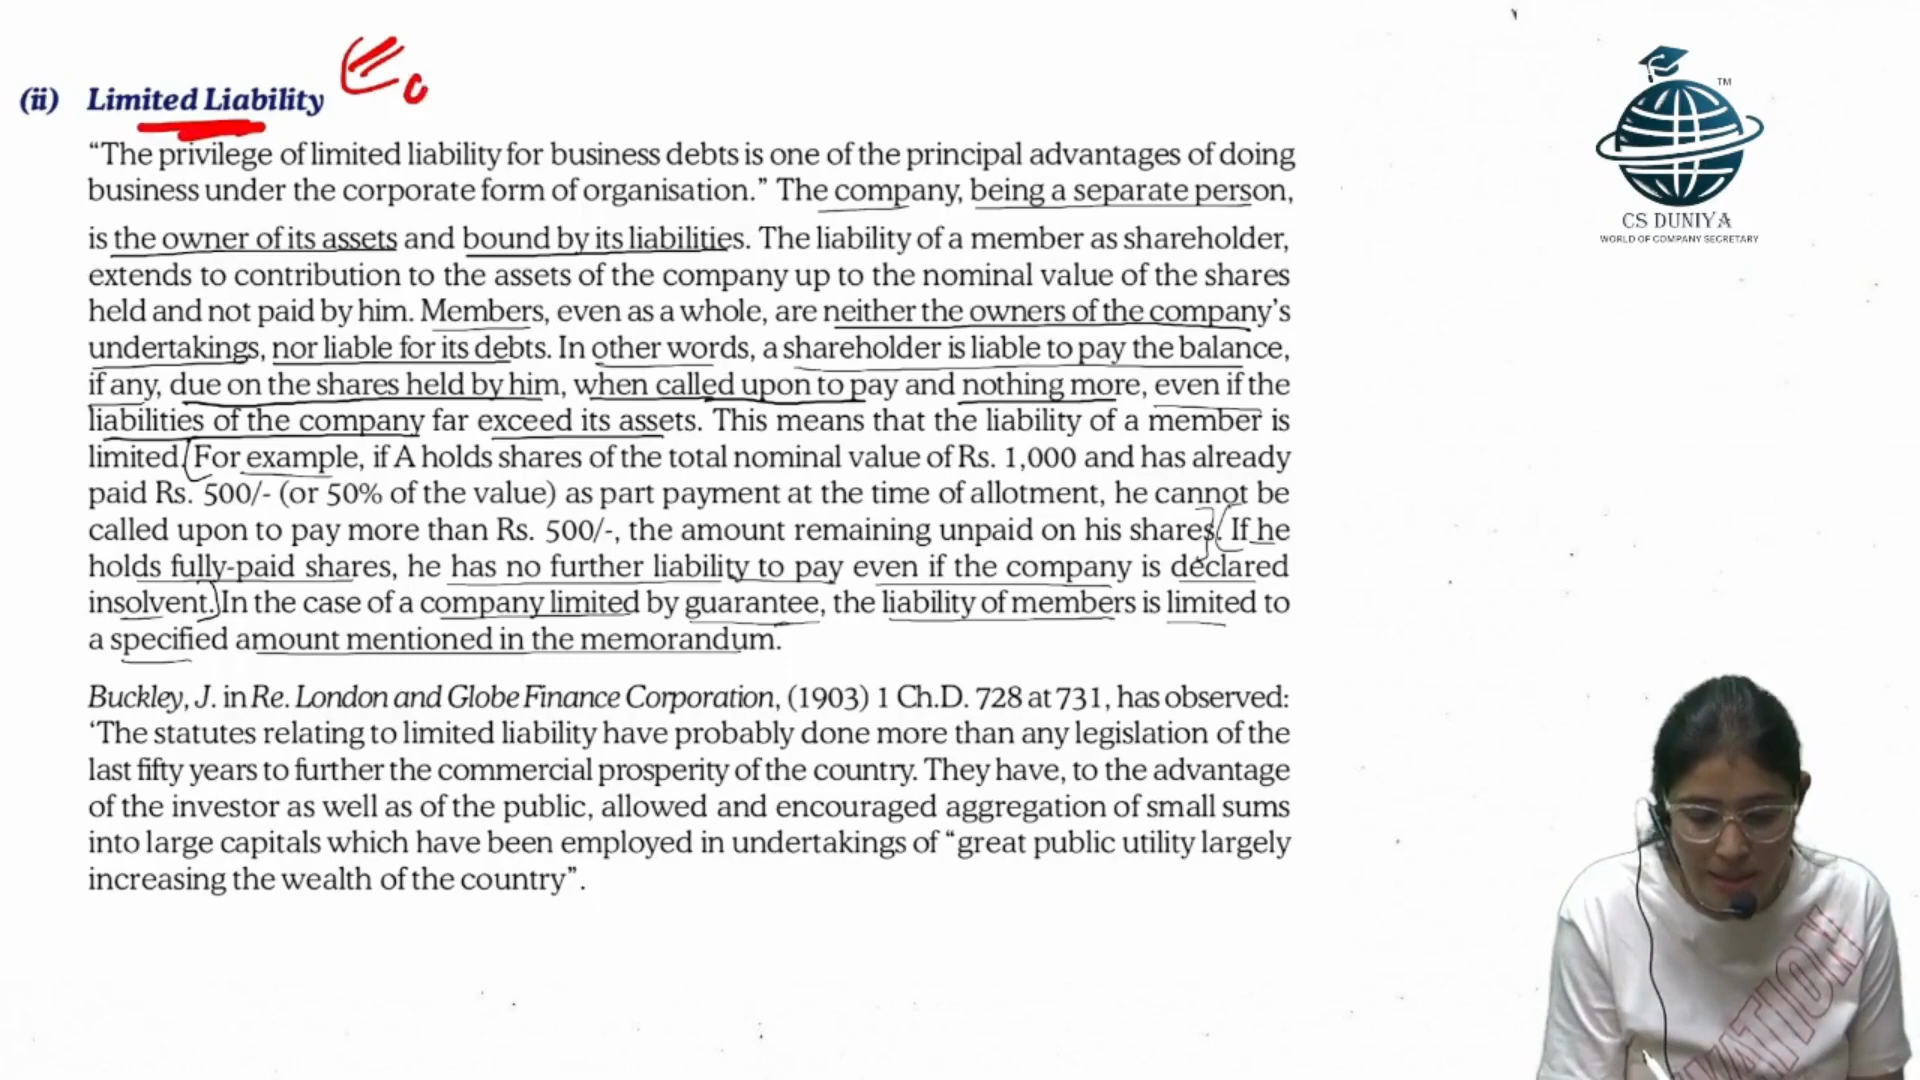 (ii) Limited Liability
“The privilege of limited liability for business debts is one of the principal advantages of doing
business under the corporate form of organisation.” The company, being a separate person,
is the owner of its assets and bound by its liabilities. The liability of a member as shareholder,
extends to contribution to the assets of the company up to the nominal value of the shares
held and not paid by him. Members, even as a whole, are neither the owners of the company’s
undertakings, nor liable for its debts. In other words, a shareholder is liable to pay the balance,
if any, due on the shares held by him, when called upon to pay and nothing more, even if the
liabilities of the company far exceed its assets. This means that the liability of a member is
limited. For example, if A holds shares of the total nominal value of Rs. 1,000 and has already
paid Rs. 500/- (or 50% of the value) as part payment at the time of allotment, he cannot be
called upon to pay more than Rs. 500/-, the amount remaining unpaid on his shares. If he
holds fully-paid shares, he has no further liability to pay even if the company is declared
insolvent. In the case of a company limited by guarantee, the liability of members is limited to
a specified amount mentioned in the memorandum.
Buckley, J. in Re. London and Globe Finance Corporation, (1903) 1 Ch.D. 728 at 731, has observed:
‘The statutes relating to limited liability have probably done more than any legislation of the
last fifty years to further the commercial prosperity of the country. They have, to the advantage
of the investor as well as of the public, allowed and encouraged aggregation of small sums
into large capitals which have been employed in undertakings of “great public utility largely
increasing the wealth of the country”.
TM
CS DUNIYA
WORLD OF COMPANY SECRETARY